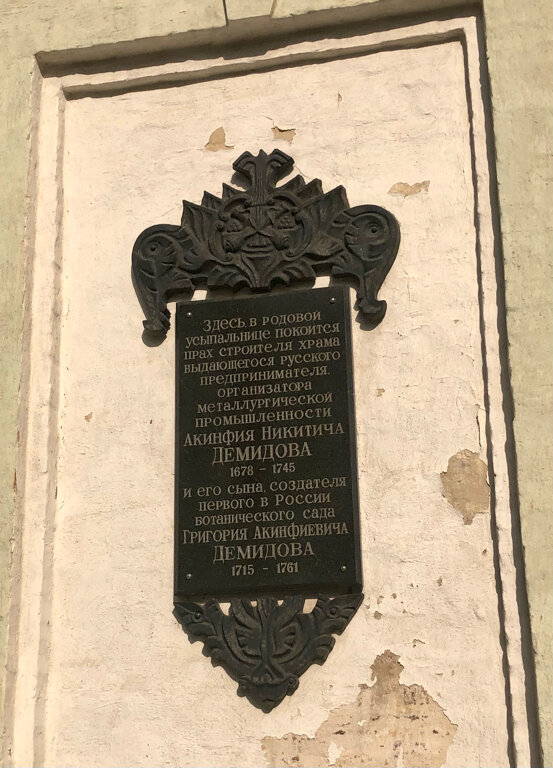 Здесь, в родовой
усыпальнице покоится
прах строителя храма
выдающегося русского
предпринимателя,
организатора
металлургической
промышленности
Акинфия Никитича
Демидова
1678 - 1745
и его сына, создателя
первого в России
ботанического сада
Григория Акинфиевича
Демидова
1715 - 1761